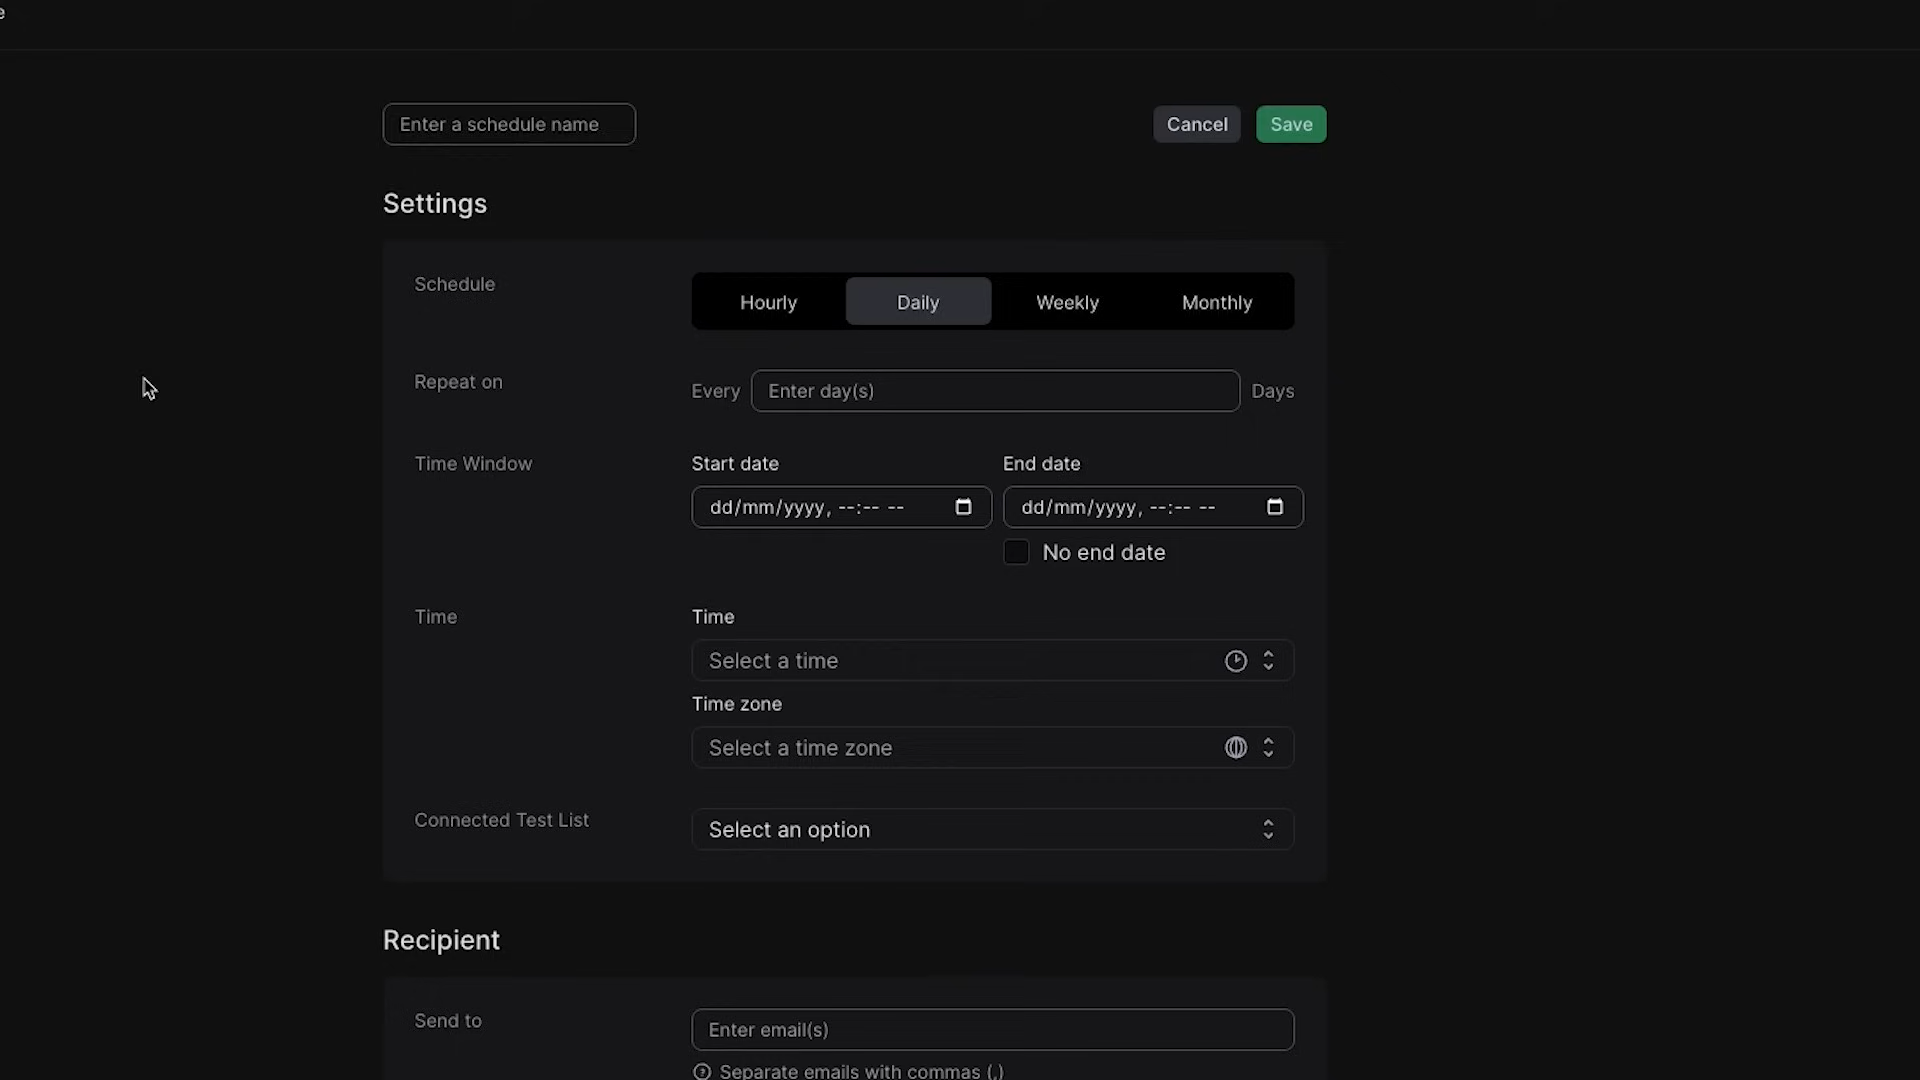 e
Enter a schedule name
Cancel
Save
Settings
Schedule
Hourly
Daily
Weekly
Monthly
Repeat on
Every
Enter day(s)
Days
Time Window
Start date
End date
dd/mm/yyyy, --:-- --
dd/mm/yyyy, --:-- --
No end date
Time
Time
Select a time
Time zone
Select a time zone
Connected Test List
Select an option
Recipient
Send to
Enter email(s)
Separate emails with commas (,)